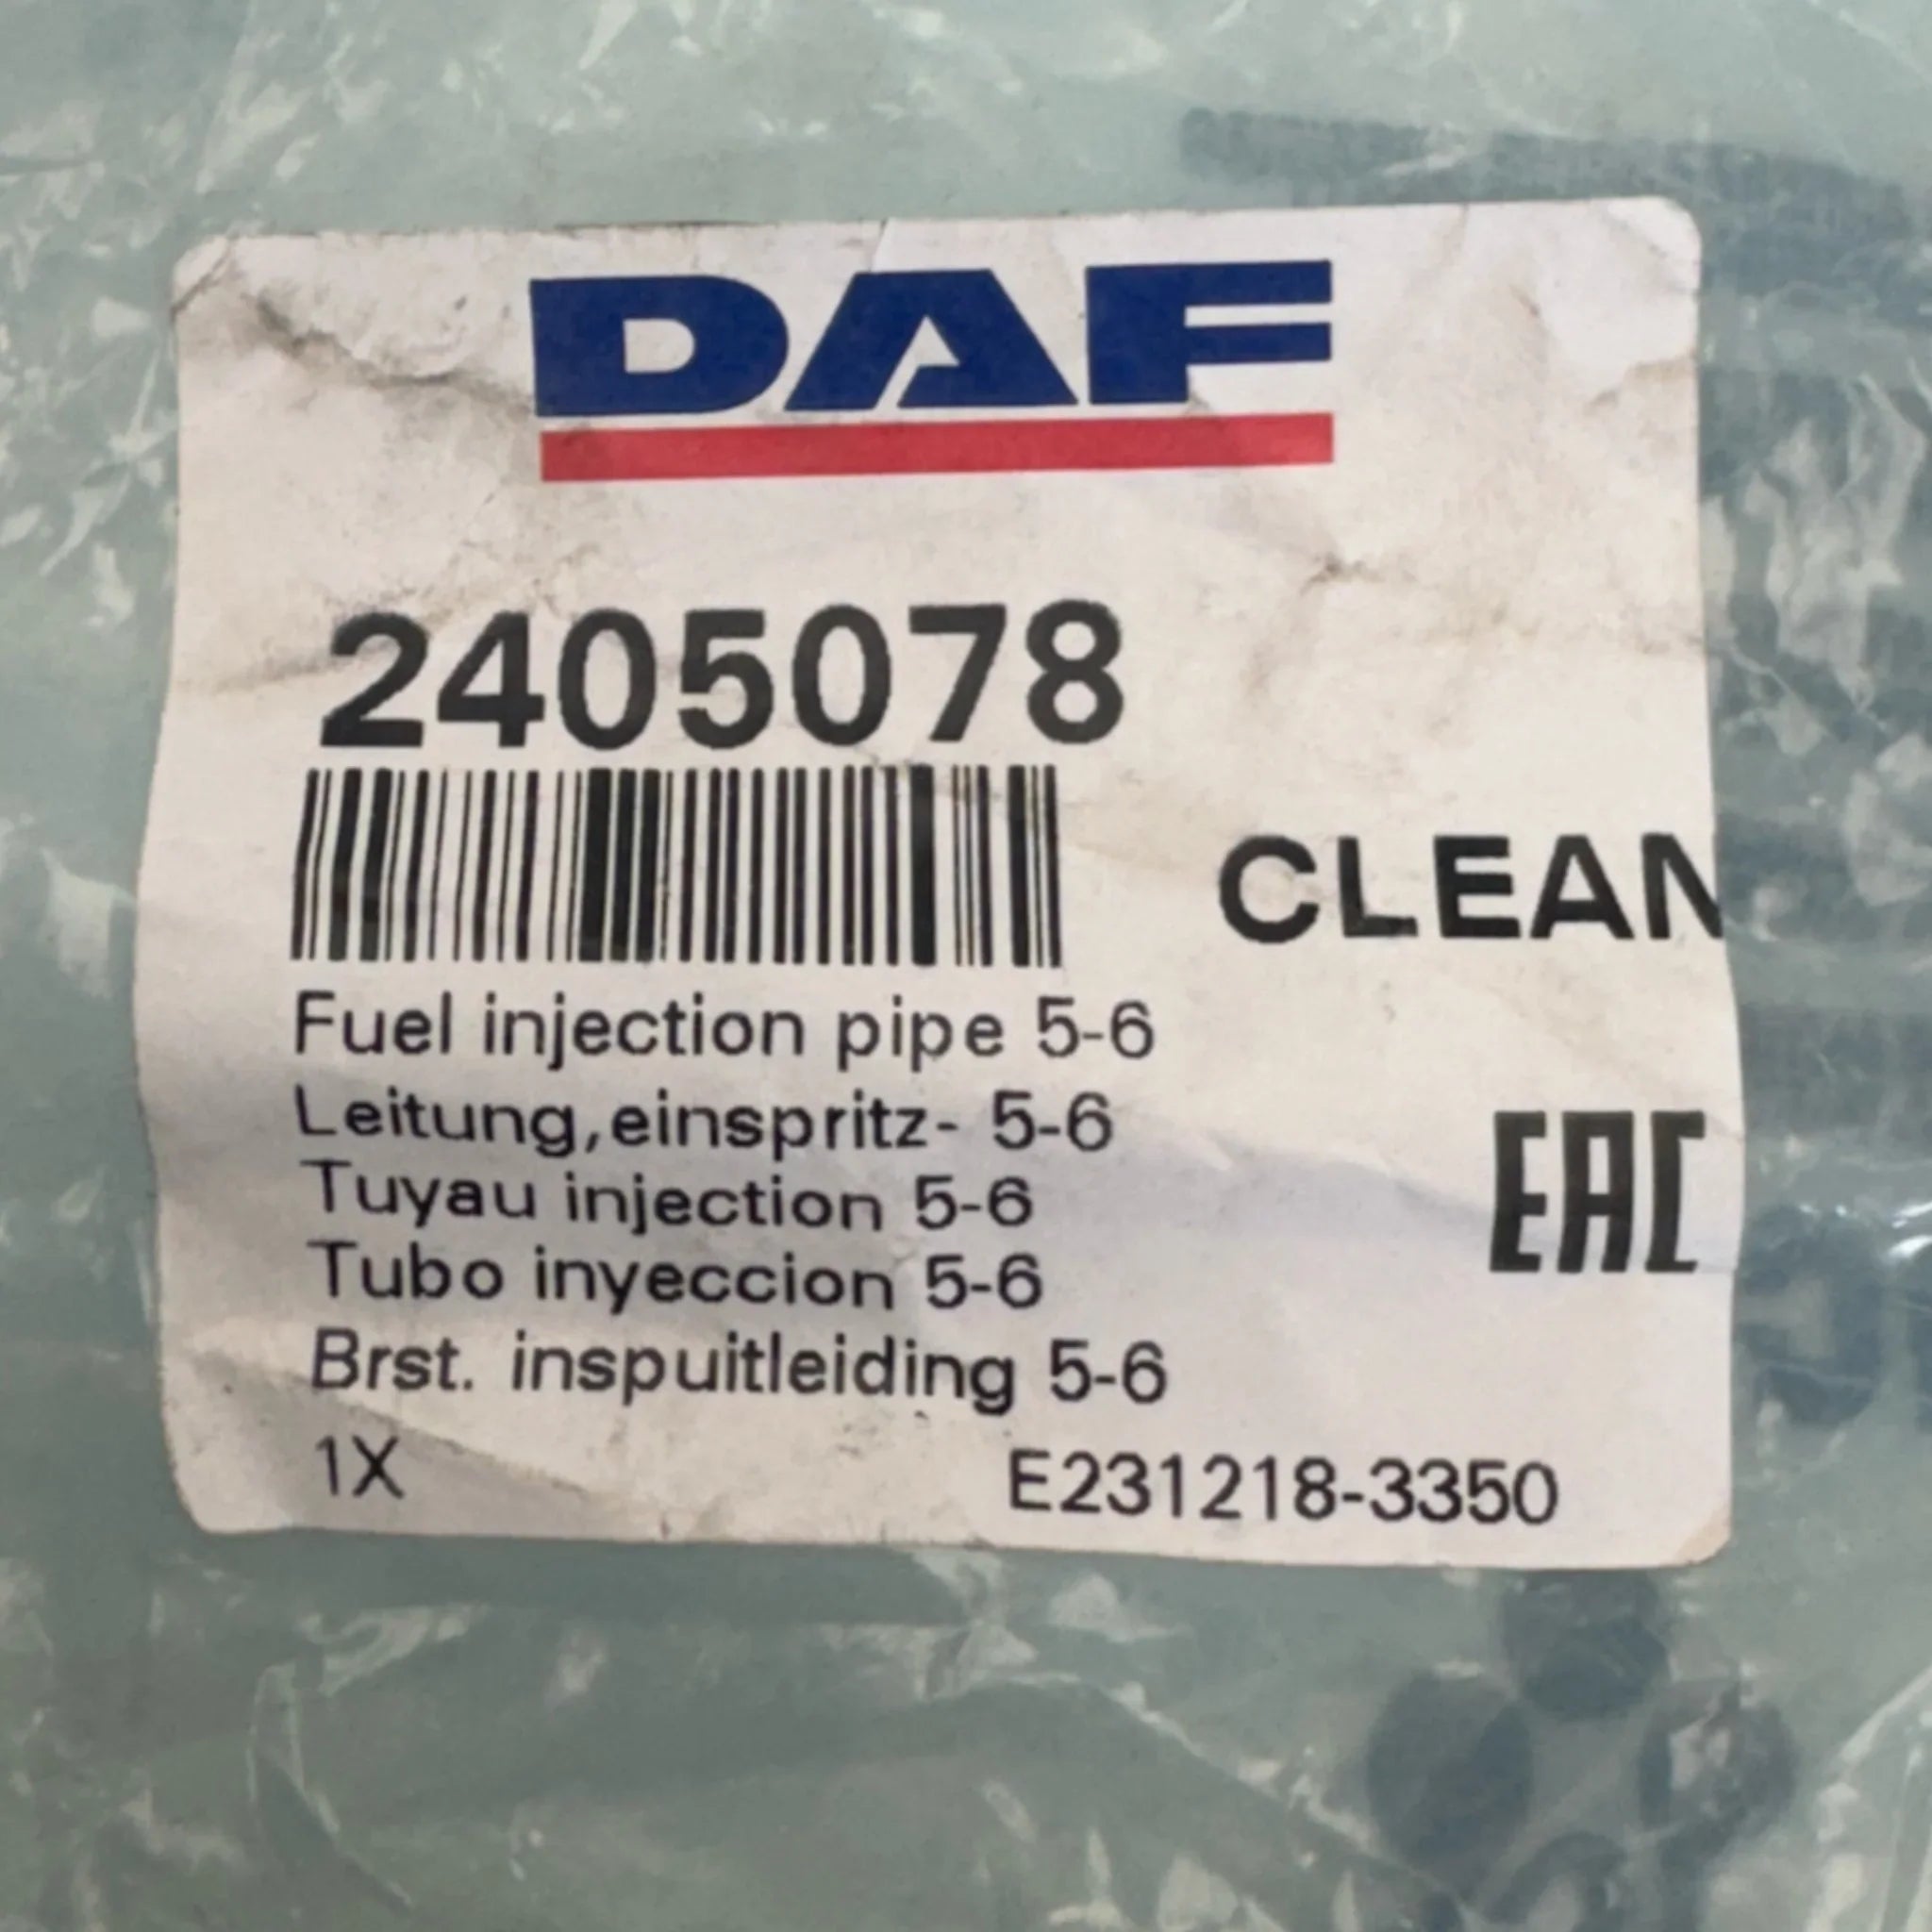 DAF
2405078
CLEAN
Fuel injection pipe 5-6
Leitung,einspritz- 5-6
Tuyau injection 5-6
EAC
Tubo inyeccion 5-6
Brst. inspuitleiding 5-6
1X E231218-3350